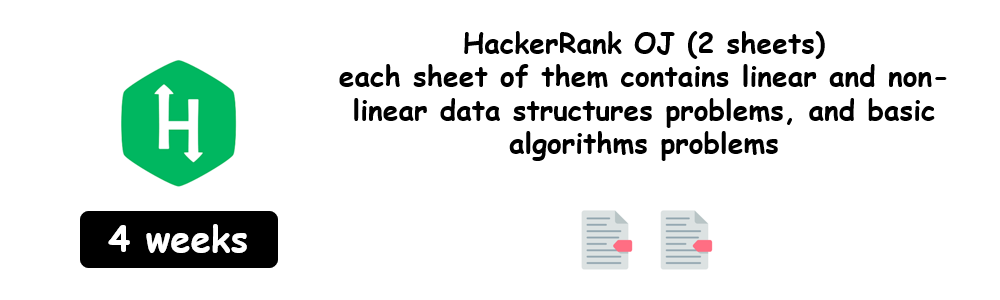 HackerRank OJ (2 sheets)
each sheet of them contains linear and non-
linear data structures problems, and basic
algorithms problems
H
4 weeks